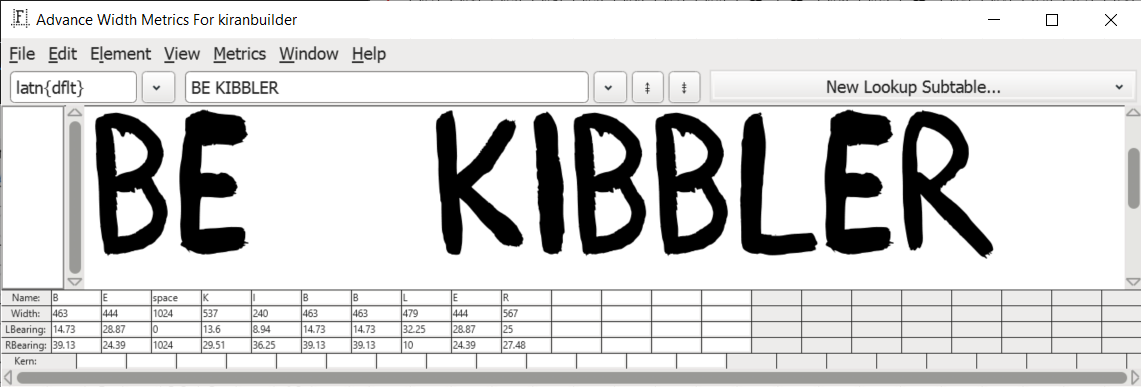 Advance Width Metrics For kiranbuilder
File Edit Element View Metrics Window Help
latn{dflt} BE KIBBLER New Lookup Subtable...
BE KIBBLER
Name: B E space K I B B L E R
Width: 463 444 1024 537 240 463 463 479 444 567
LBearing: 14.73 28.87 0 13.6 8.94 14.73 14.73 32.25 28.87 25
RBearing: 39.13 24.39 1024 29.51 36.25 39.13 39.13 10 24.39 27.48
Kern: